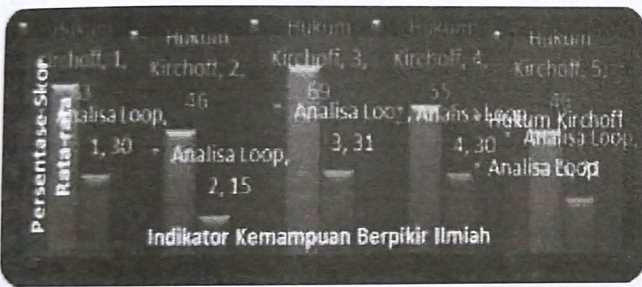 Hukum
Kirchoff, 1,
Hukum
Kirchoff, 2,
46
Hukum
Kirchoff, 3,
69
Hukum
Kirchoff, 4,
55
Hukum
Kirchoff, 5,
46
Analisa Loop,
1, 30
Analisa Loop,
2, 15
Analisa Loop,
3, 31
Analisa Loop,
4, 30
Analisa Loop,
Hukum Kirchoff
Analisa Loop
Persentase Skor
Rata-rata
Indikator Kemampuan Berpikir Ilmiah